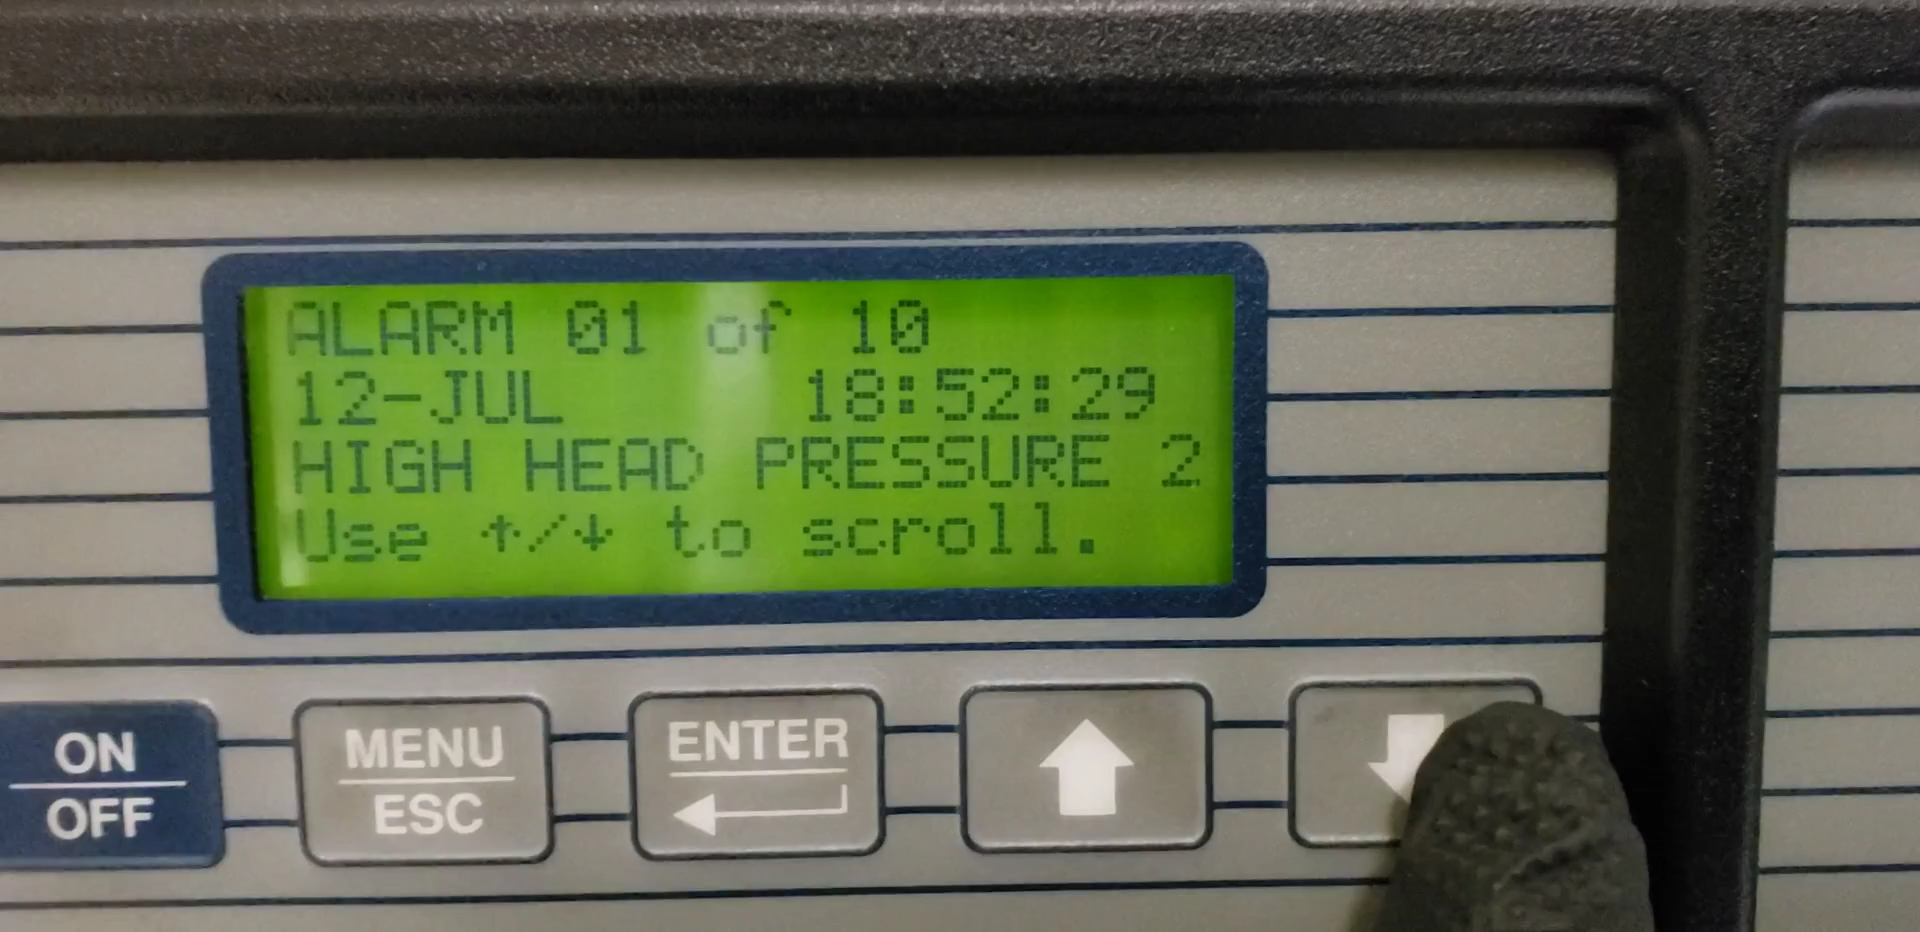 ALARM 01 of 10
12-JUL 18:52:29
HIGH HEAD PRESSURE 2
Use ↑/↓ to scroll.
ON
OFF
MENU
ESC
ENTER